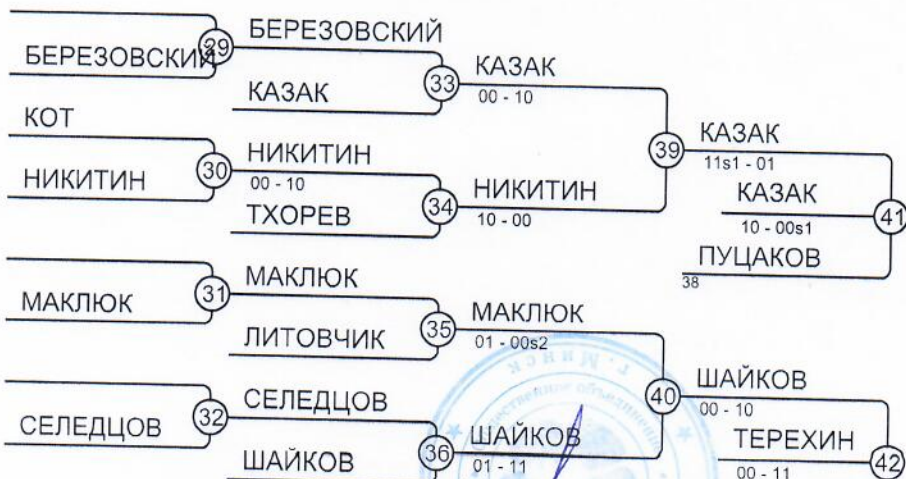 29 БЕРЕЗОВСКИЙ
БЕРЕЗОВСКИЙ
33 КАЗАК
00 - 10
КАЗАК
КОТ
39 КАЗАК
11s1 - 01
30 НИКИТИН
00 - 10
НИКИТИН
34 НИКИТИН
10 - 00
КАЗАК
10 - 00s1
41
ТХОРЕВ
ПУЦАКОВ
38
31 МАКЛЮК
МАКЛЮК
35 МАКЛЮК
01 - 00s2
ЛИТОВЧИК
г. Минск
40 ШАЙКОВ
00 - 10
32 СЕЛЕДЦОВ
СЕЛЕДЦОВ
36 ШАЙКОВ
01 - 11
ТЕРЕХИН
00 - 11
42
ШАЙКОВ